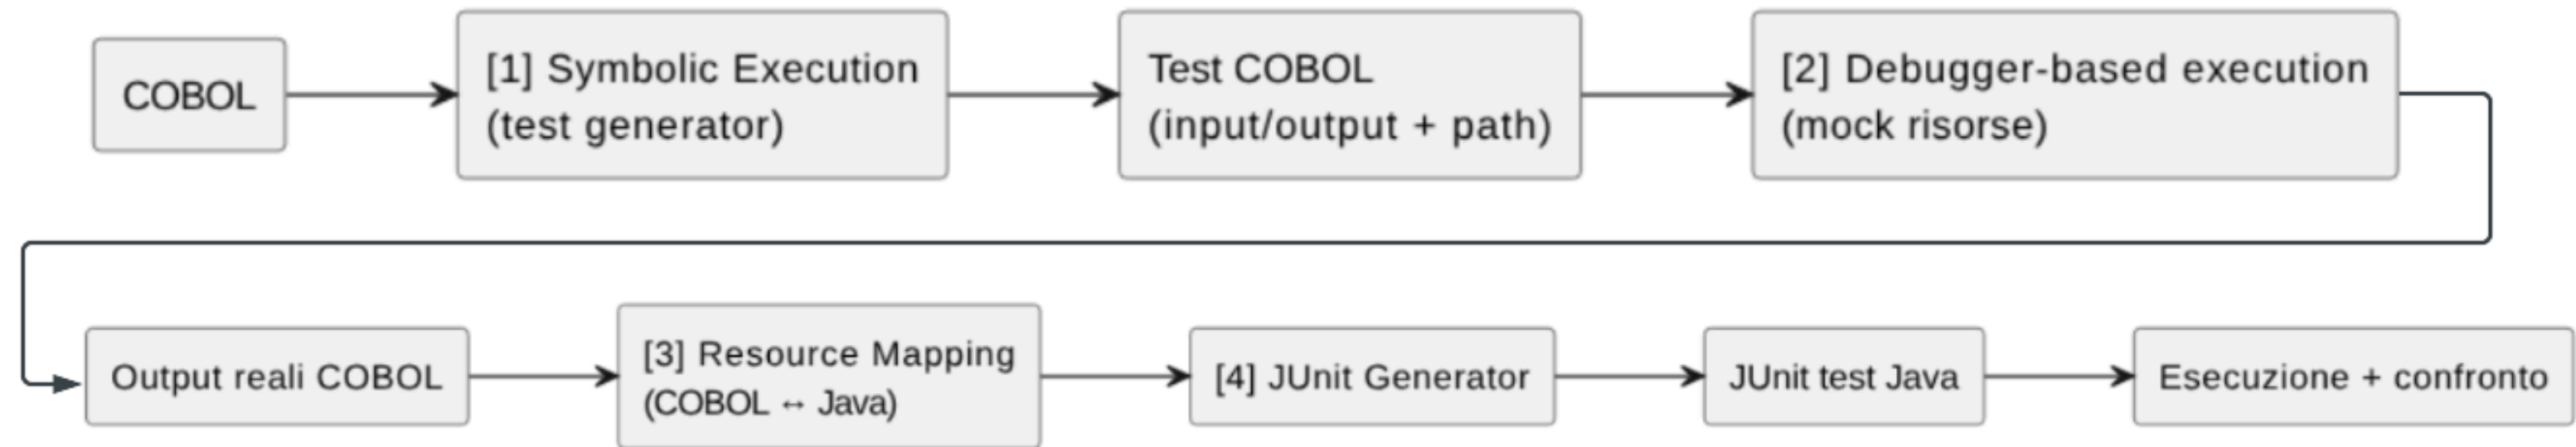 COBOL
[1] Symbolic Execution
(test generator)
Test COBOL
(input/output + path)
[2] Debugger-based execution
(mock risorse)
Output reali COBOL
[3] Resource Mapping
(COBOL ↔ Java)
[4] JUnit Generator
JUnit test Java
Esecuzione + confronto